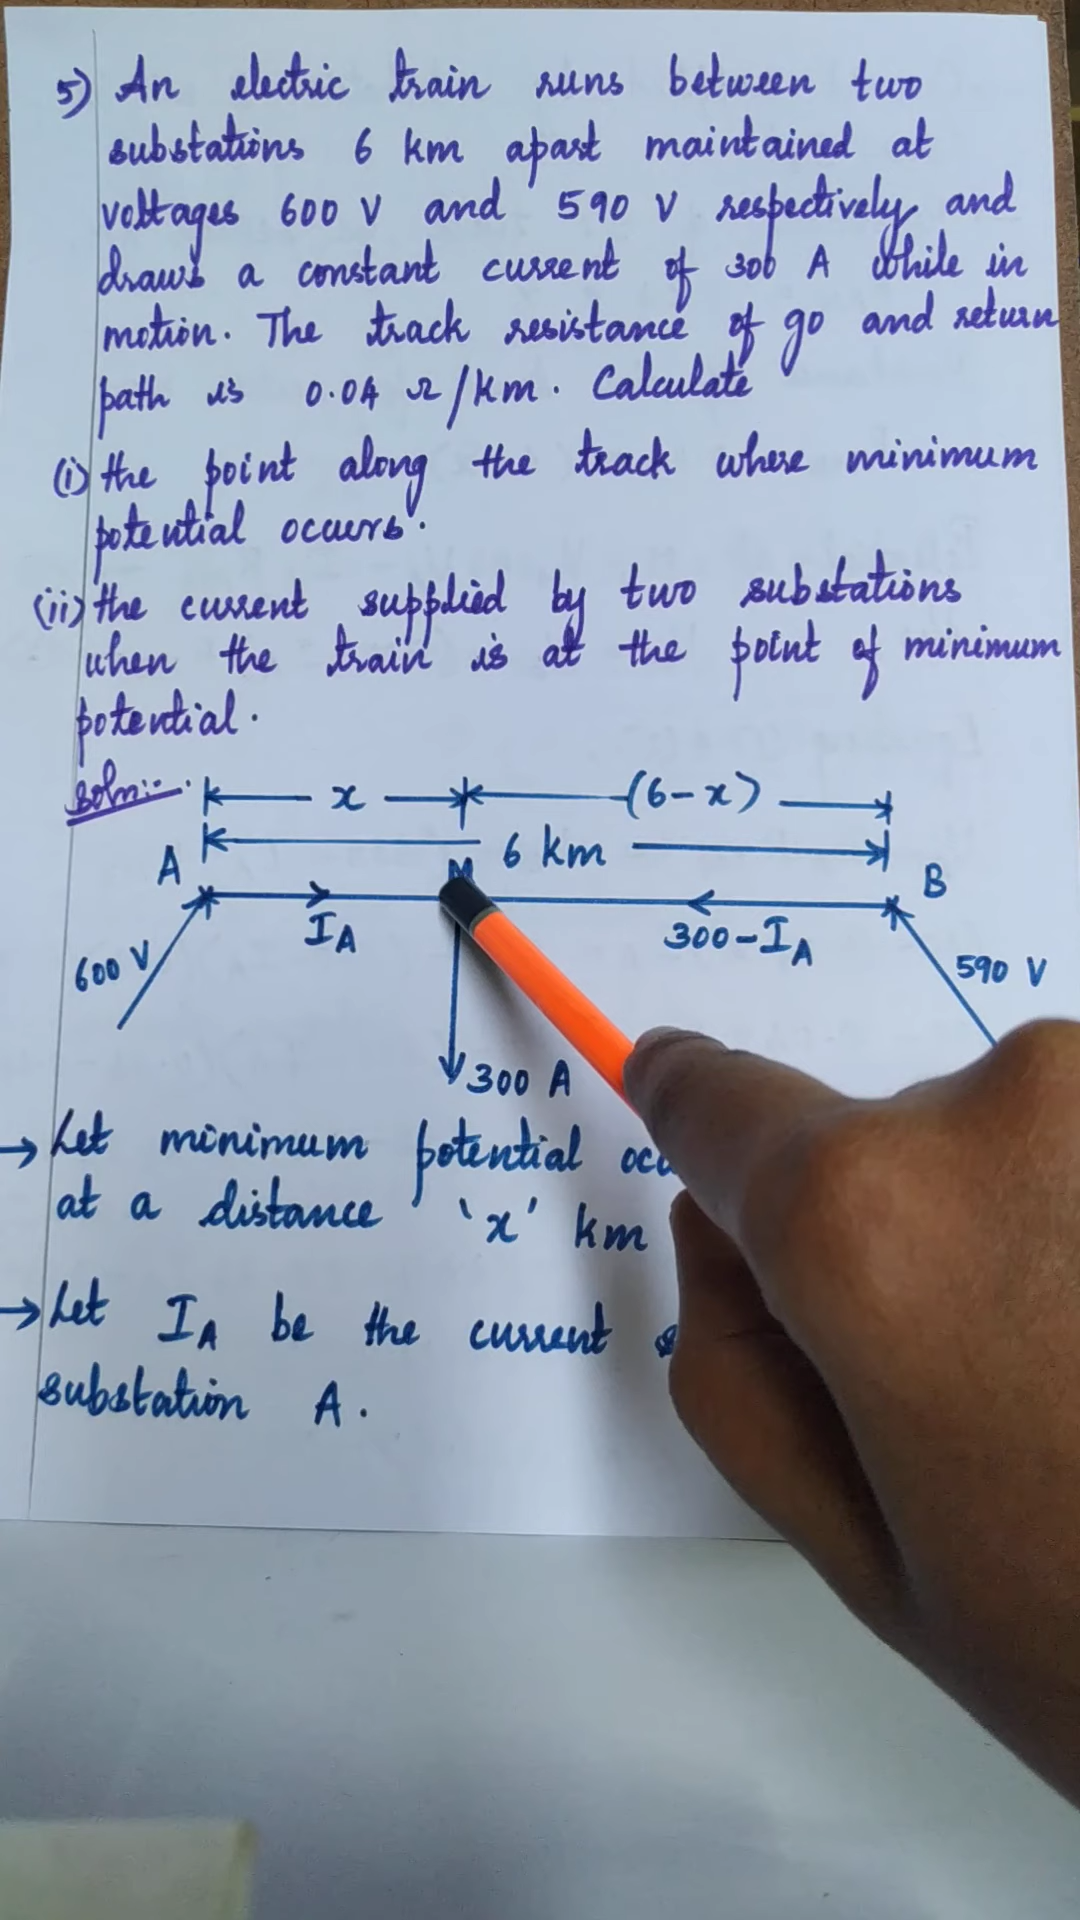 5) An electric train runs between two
substations 6 km apart maintained at
voltages 600 V and 590 V respectively and
draws a constant current of 300 A while in
motion. The track resistance of go and return
path is 0.04 Ω/km. Calculate
(i) the point along the track where minimum
potential occurs.
(ii) the current supplied by two substations
when the train is at the point of minimum
potential.
Soln:-
x (6-x)
6 km
A M B
I_A 300-I_A
600 V 590 V
300 A
→ Let minimum potential
at a distance 'x' km
→ Let I_A be the current
substation A.